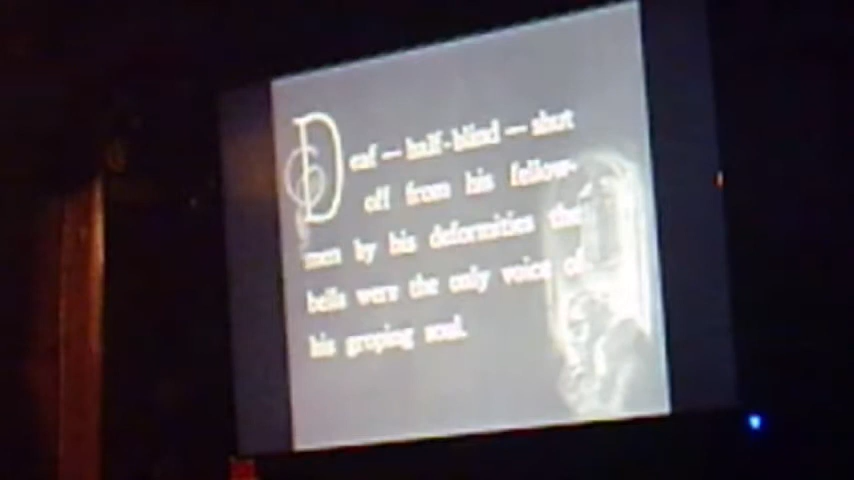 Deaf — half-blind — shut
off from his fellow-
men by his deformities the
bells were the only voice of
his groping soul.